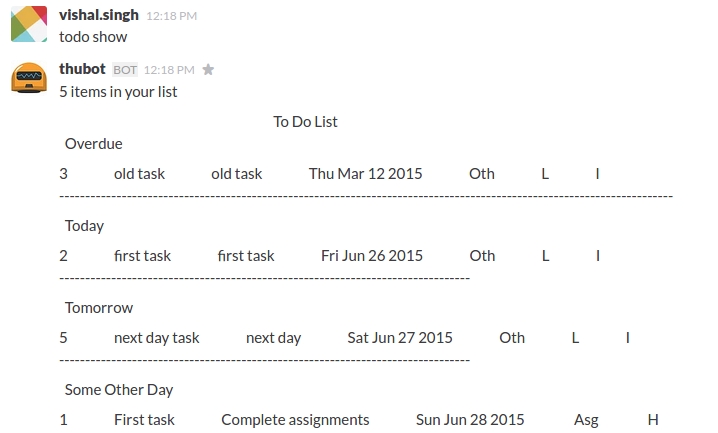 vishal.singh 12:18 PM
todo show
thubot BOT 12:18 PM
5 items in your list
To Do List
Overdue
3 old task old task Thu Mar 12 2015 Oth L I
Today
2 first task first task Fri Jun 26 2015 Oth L I
Tomorrow
5 next day task next day Sat Jun 27 2015 Oth L I
Some Other Day
1 First task Complete assignments Sun Jun 28 2015 Asg H